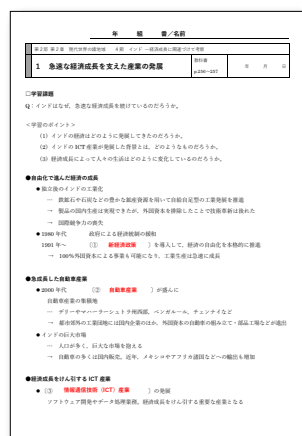 年　　組　　番／名前
第2部 第2章 現代世界の諸地域　4節 インド ―経済成長に関連づけて考察
1　急速な経済成長を支えた産業の発展　教科書 p.256～257　年　月　日
□学習課題
Q：インドはなぜ、急速な経済成長を続けているのだろうか。
＜学習のポイント＞
（1）インドの経済はどのように発展してきたのだろうか。
（2）インドの ICT 産業が発展した背景とは、どのようなものだろうか。
（3）経済成長によって人々の生活はどのように変化しているのだろうか。
●自由化で進んだ経済の成長
◆独立後のインドの工業化
― 鉄鉱石や石炭などの豊かな鉱産資源を用いて自給自足型の工業発展を推進
→ 製品の国内生産は実現できたが、外国資本を排除したことで技術革新は後れた
→ 国際競争力の喪失
◆1980 年代　政府による経済統制の緩和
1991 年～　（① 新経済政策 ）を導入して、経済の自由化を本格的に推進
→ 100%外国資本による事業も可能になり、工業生産は急速に成長
●急成長した自動車産業
◆2000 年代　（② 自動車産業 ）が盛んに
自動車産業の集積地
― デリーやマハーラーシュトラ州西部、ベンガルール、チェンナイなど
→ 都市郊外の工業団地には国内企業のほか、外国資本の自動車の組み立て・部品工場などが進出
◆インドの巨大市場
― 人口が多く、巨大な市場を抱える
→ 自動車の多くは国内販売。近年、メキシコやアフリカ諸国などへの輸出も増加
●経済成長をけん引する ICT 産業
◆（③ 情報通信技術（ICT）産業 ）の発展
ソフトウェア開発やデータ処理業務。経済成長をけん引する重要な産業となる